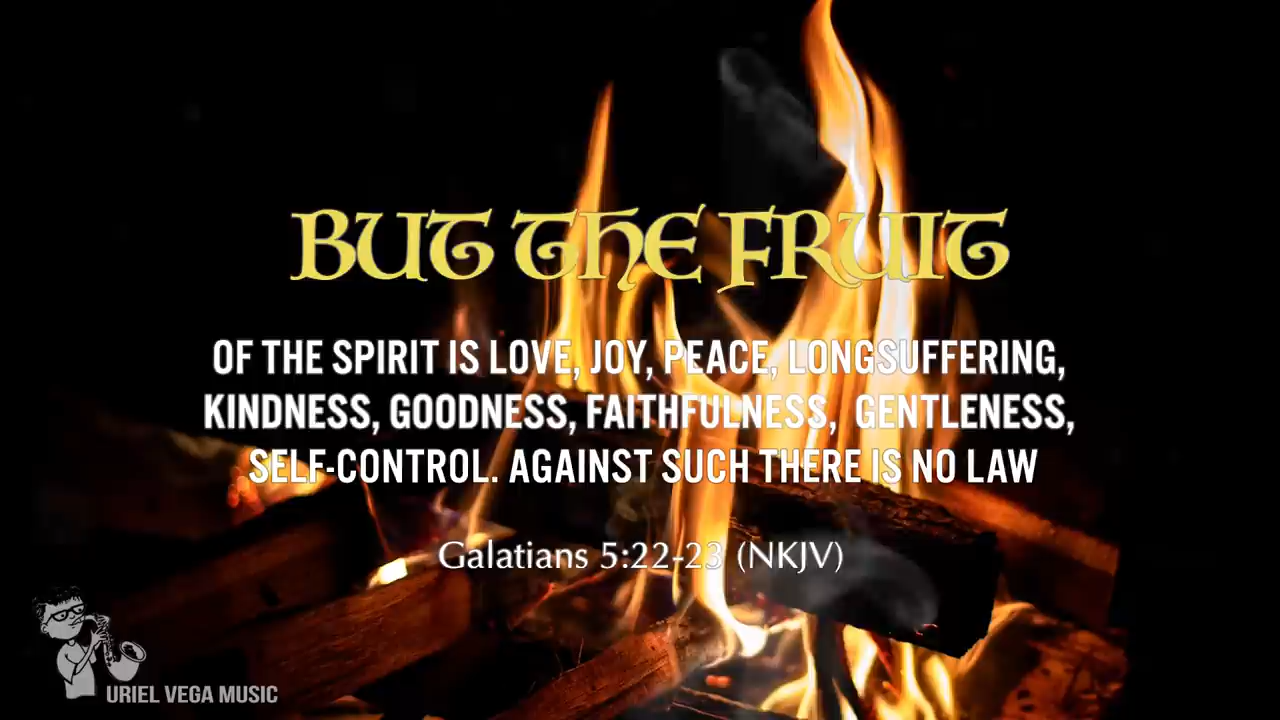 BUT THE FRUIT
OF THE SPIRIT IS LOVE, JOY, PEACE, LONGSUFFERING,
KINDNESS, GOODNESS, FAITHFULNESS, GENTLENESS,
SELF-CONTROL. AGAINST SUCH THERE IS NO LAW
Galatians 5:22-23 (NKJV)
URIEL VEGA MUSIC